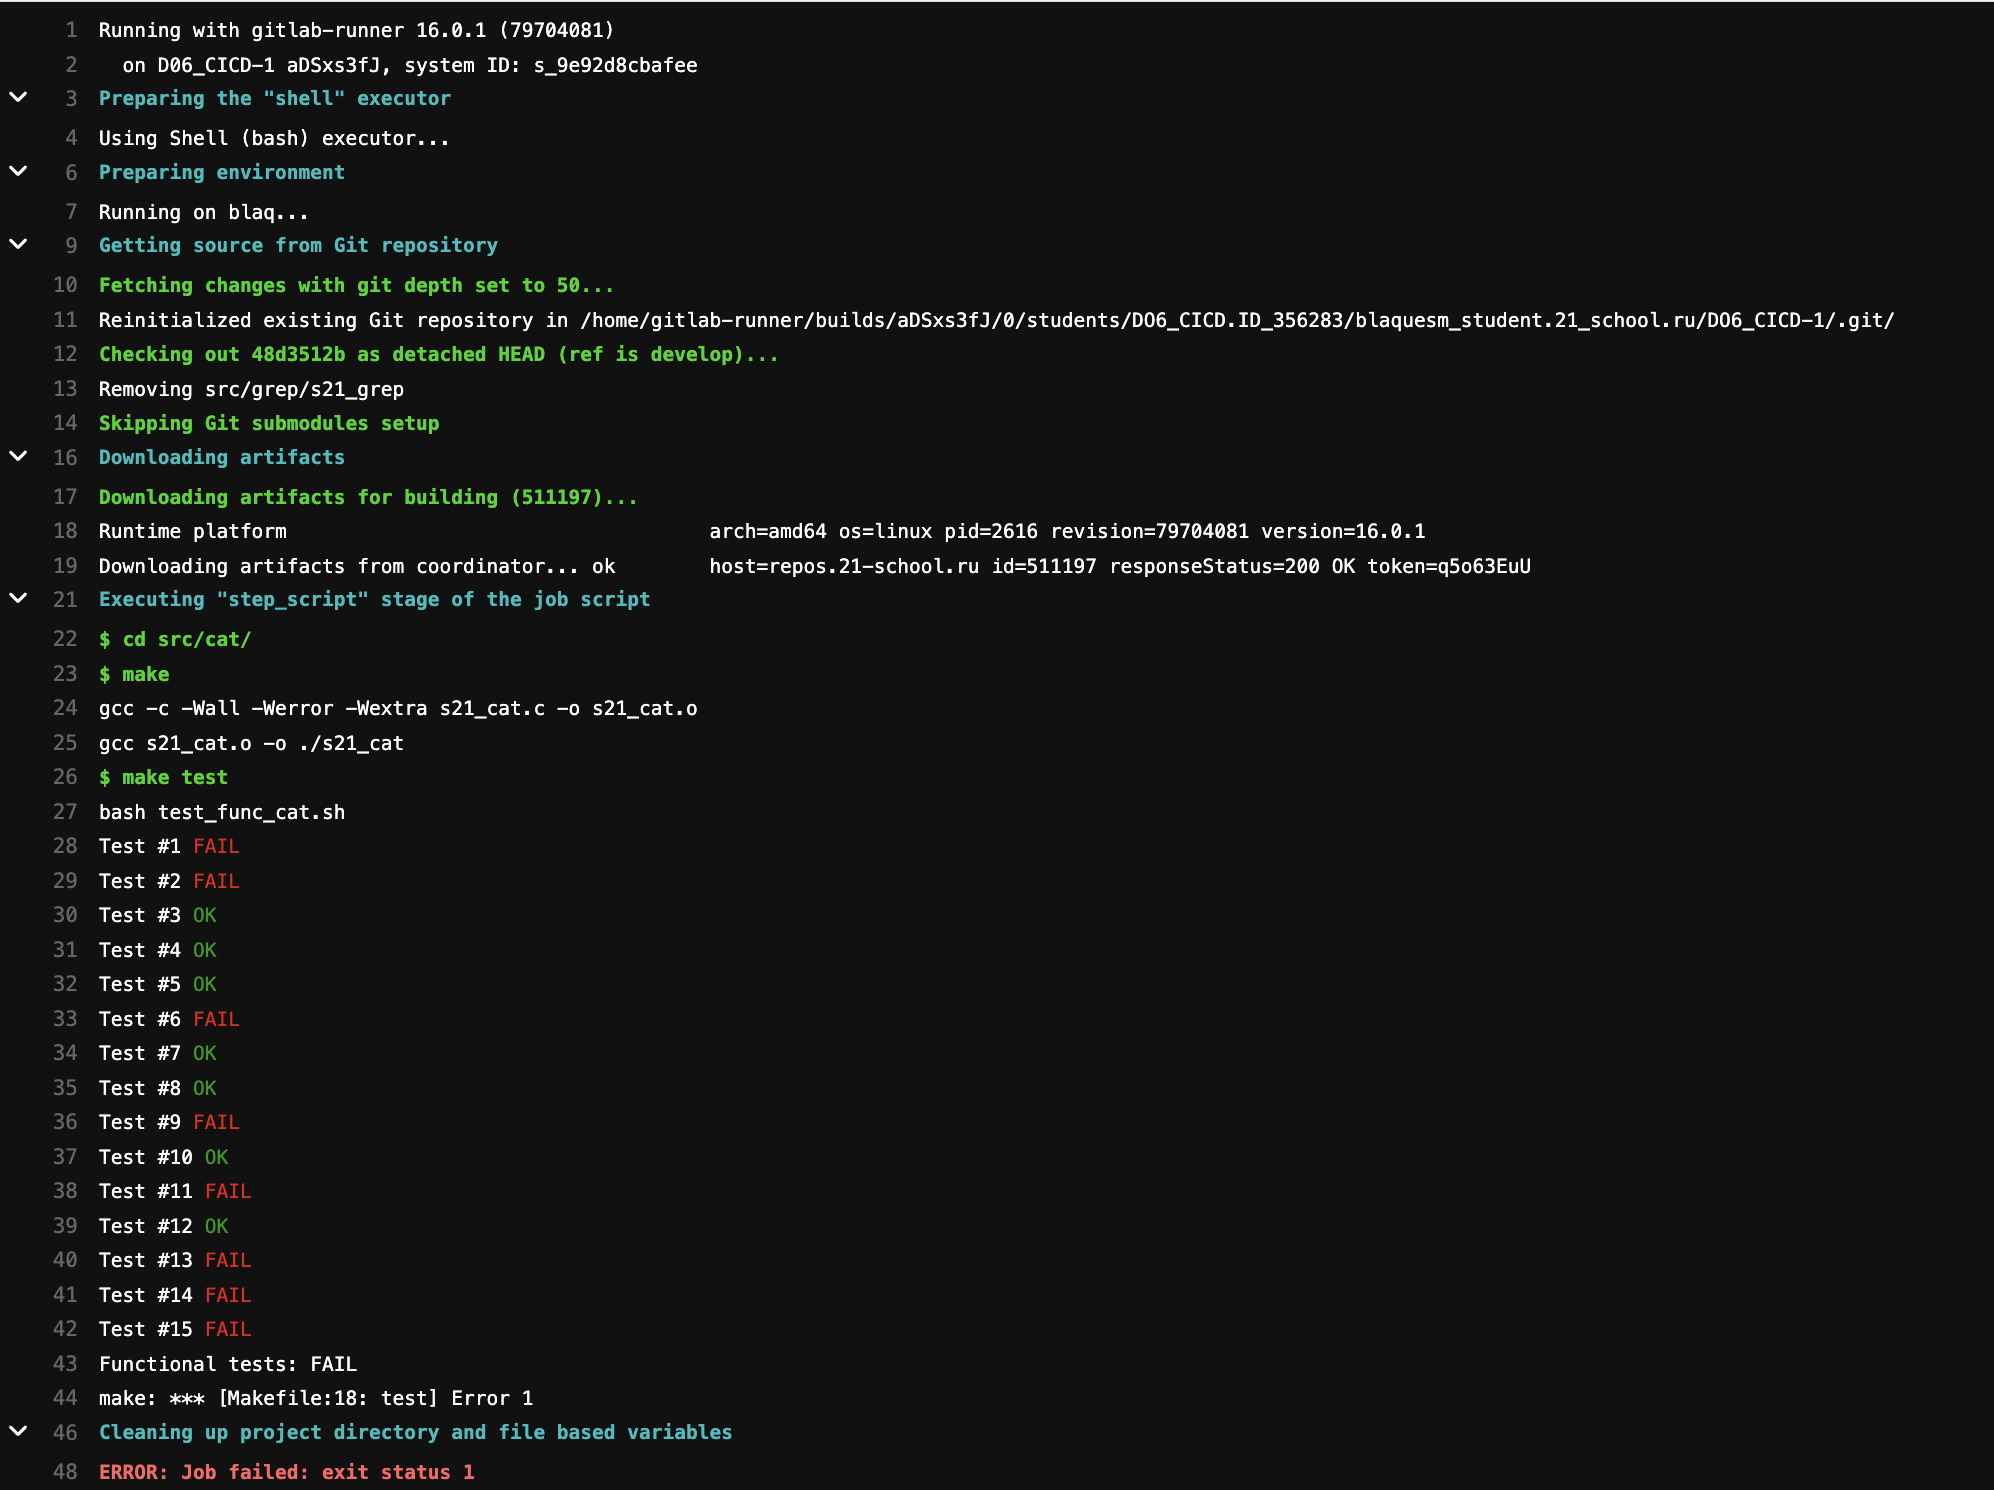 1 Running with gitlab-runner 16.0.1 (79704081)
2 on D06_CICD-1 aDSxs3fJ, system ID: s_9e92d8cbafee
3 Preparing the "shell" executor
4 Using Shell (bash) executor...
6 Preparing environment
7 Running on blaq...
9 Getting source from Git repository
10 Fetching changes with git depth set to 50...
11 Reinitialized existing Git repository in /home/gitlab-runner/builds/aDSxs3fJ/0/students/DO6_CICD.ID_356283/blaquesm_student.21_school.ru/DO6_CICD-1/.git/
12 Checking out 48d3512b as detached HEAD (ref is develop)...
13 Removing src/grep/s21_grep
14 Skipping Git submodules setup
16 Downloading artifacts
17 Downloading artifacts for building (511197)...
18 Runtime platform arch=amd64 os=linux pid=2616 revision=79704081 version=16.0.1
19 Downloading artifacts from coordinator... ok host=repos.21-school.ru id=511197 responseStatus=200 OK token=q5o63EuU
21 Executing "step_script" stage of the job script
22 $ cd src/cat/
23 $ make
24 gcc -c -Wall -Werror -Wextra s21_cat.c -o s21_cat.o
25 gcc s21_cat.o -o ./s21_cat
26 $ make test
27 bash test_func_cat.sh
28 Test #1 FAIL
29 Test #2 FAIL
30 Test #3 OK
31 Test #4 OK
32 Test #5 OK
33 Test #6 FAIL
34 Test #7 OK
35 Test #8 OK
36 Test #9 FAIL
37 Test #10 OK
38 Test #11 FAIL
39 Test #12 OK
40 Test #13 FAIL
41 Test #14 FAIL
42 Test #15 FAIL
43 Functional tests: FAIL
44 make: *** [Makefile:18: test] Error 1
46 Cleaning up project directory and file based variables
48 ERROR: Job failed: exit status 1